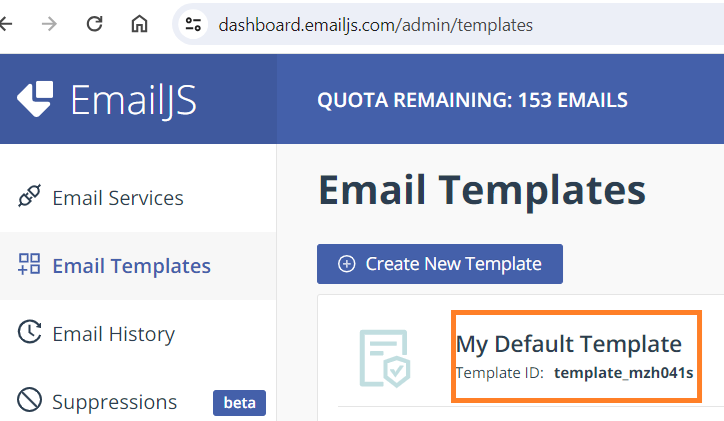 dashboard.emailjs.com/admin/templates
EmailJS
QUOTA REMAINING: 153 EMAILS
Email Services
Email Templates
Email History
Suppressions beta
Email Templates
Create New Template
My Default Template
Template ID: template_mzh041s